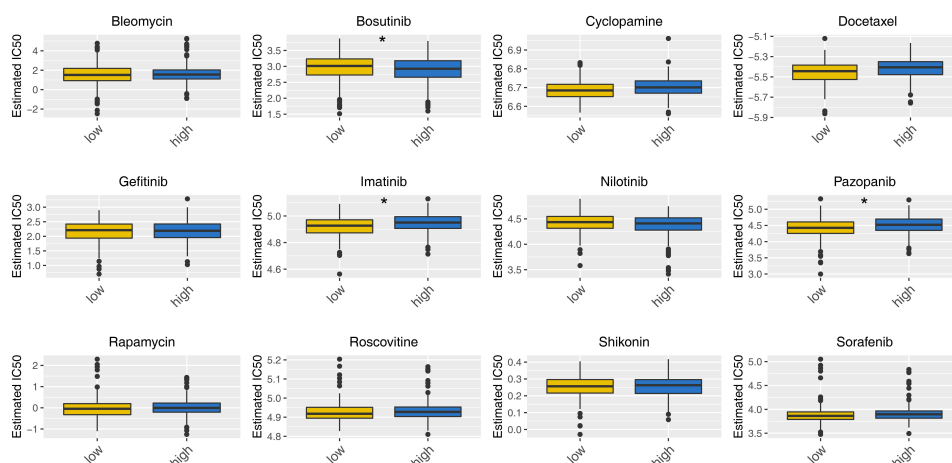 Bleomycin
Bosutinib
Cyclopamine
Docetaxel
Estimated IC50
4
2
0
−2
low
high
Estimated IC50
3.5
3.0
2.5
2.0
1.5
*
low
high
Estimated IC50
6.9
6.8
6.7
6.6
low
high
Estimated IC50
−5.1
−5.3
−5.5
−5.7
−5.9
low
high
Gefitinib
Imatinib
Nilotinib
Pazopanib
Estimated IC50
3.0
2.5
2.0
1.5
1.0
low
high
Estimated IC50
5.0
4.8
4.6
*
low
high
Estimated IC50
4.5
4.0
3.5
low
high
Estimated IC50
5.0
4.5
4.0
3.5
3.0
*
low
high
Rapamycin
Roscovitine
Shikonin
Sorafenib
Estimated IC50
2
1
0
−1
low
high
Estimated IC50
5.2
5.1
5.0
4.9
4.8
low
high
Estimated IC50
0.4
0.3
0.2
0.1
0.0
low
high
Estimated IC50
5.0
4.5
4.0
3.5
low
high